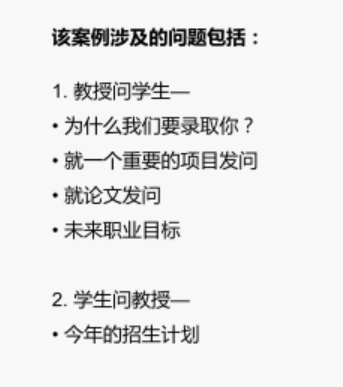 该案例涉及的问题包括：
1. 教授问学生—
• 为什么我们要录取你？
• 就一个重要的项目发问
• 就论文发问
• 未来职业目标
2. 学生问教授—
• 今年的招生计划